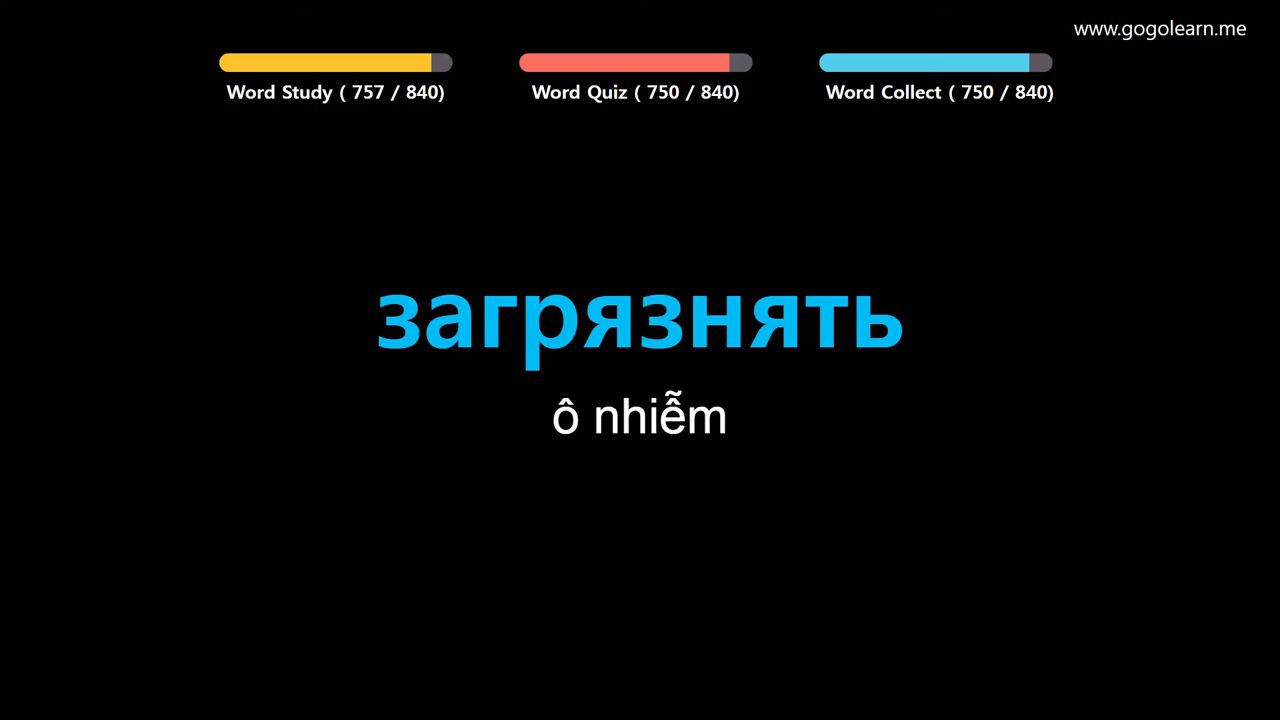 www.gogolearn.me
Word Study ( 757 / 840)
Word Quiz ( 750 / 840)
Word Collect ( 750 / 840)
загрязнять
ô nhiễm